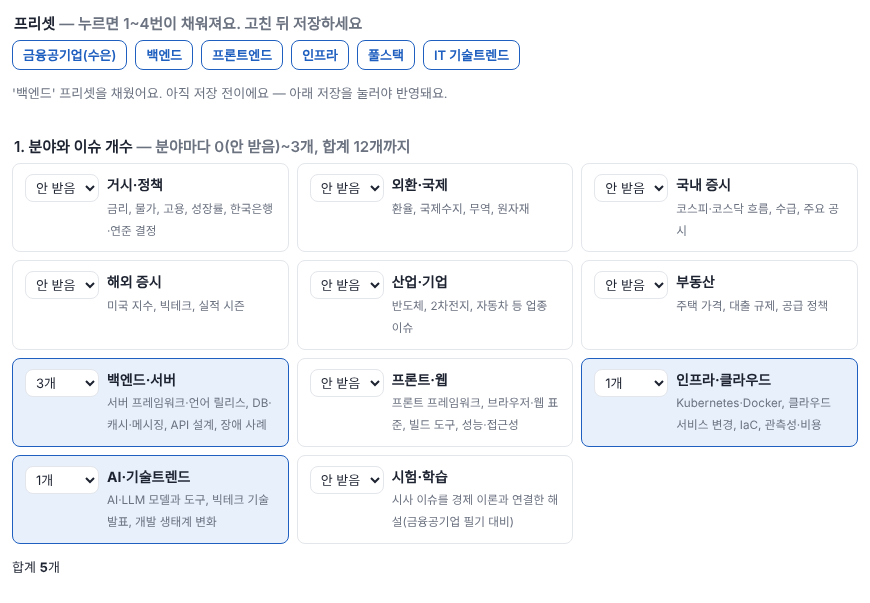 프리셋 — 누르면 1~4번이 채워져요. 고친 뒤 저장하세요
금융공기업(수은) 백엔드 프론트엔드 인프라 풀스택 IT 기술트렌드
'백엔드' 프리셋을 채웠어요. 아직 저장 전이에요 — 아래 저장을 눌러야 반영돼요.
1. 분야와 이슈 개수 — 분야마다 0(안 받음)~3개, 합계 12개까지
안 받음 거시·정책
금리, 물가, 고용, 성장률, 한국은행
·연준 결정
안 받음 외환·국제
환율, 국제수지, 무역, 원자재
안 받음 국내 증시
코스피·코스닥 흐름, 수급, 주요 공
시
안 받음 해외 증시
미국 지수, 빅테크, 실적 시즌
안 받음 산업·기업
반도체, 2차전지, 자동차 등 업종
이슈
안 받음 부동산
주택 가격, 대출 규제, 공급 정책
3개 백엔드·서버
서버 프레임워크·언어 릴리스, DB·
캐시·메시징, API 설계, 장애 사례
안 받음 프론트·웹
프론트 프레임워크, 브라우저·웹 표
준, 빌드 도구, 성능·접근성
1개 인프라·클라우드
Kubernetes·Docker, 클라우드
서비스 변경, IaC, 관측성·비용
1개 AI·기술트렌드
AI·LLM 모델과 도구, 빅테크 기술
발표, 개발 생태계 변화
안 받음 시험·학습
시사 이슈를 경제 이론과 연결한 해
설(금융공기업 필기 대비)
합계 5개